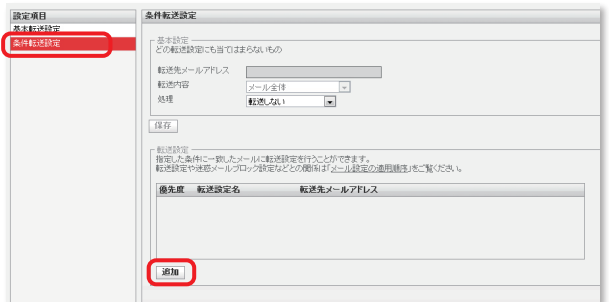 設定項目
基本転送設定
条件転送設定
条件転送設定
基本設定
どの転送設定にも当てはまらないもの
転送先メールアドレス
転送内容
メール全体
処理
転送しない
保存
転送設定
指定した条件に一致したメールに転送設定を行うことができます。
転送設定や迷惑メールブロック設定などとの関係は「メール設定の適用順序」をご覧ください。
優先度 転送設定名 転送先メールアドレス
追加